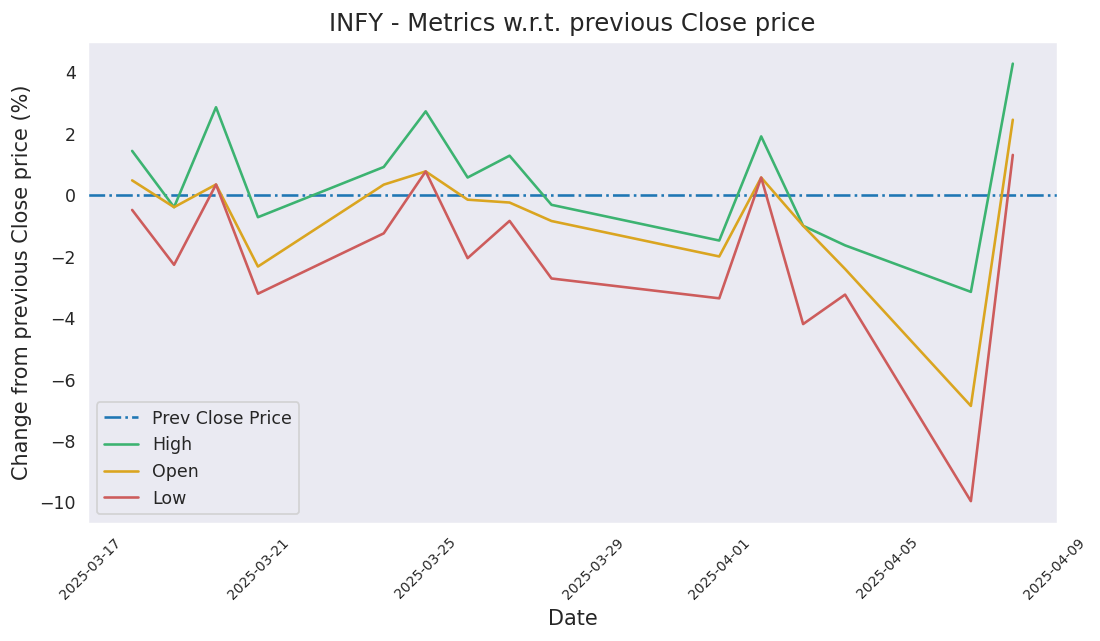 INFY - Metrics w.r.t. previous Close price
Change from previous Close price (%)
4
2
0
−2
−4
−6
−8
−10
Prev Close Price
High
Open
Low
2025-03-17
2025-03-21
2025-03-25
2025-03-29
2025-04-01
2025-04-05
2025-04-09
Date